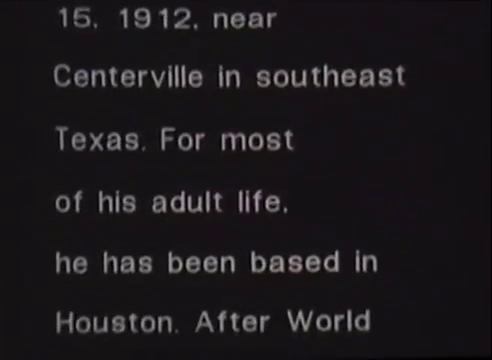 15, 1912, near
Centerville in southeast
Texas. For most
of his adult life,
he has been based in
Houston. After World